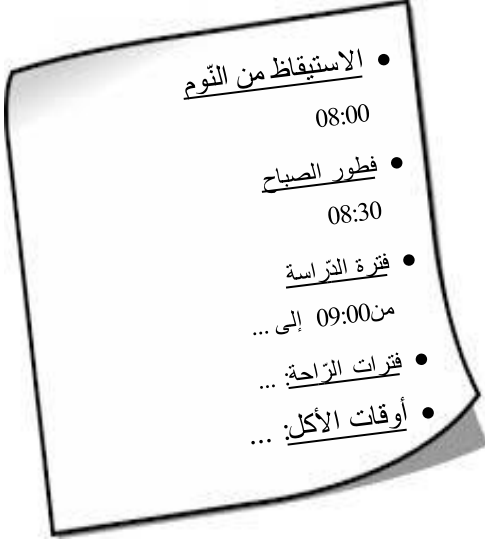 • الاستيقاظ من النّوم
08:00
• فطور الصباح
08:30
• فترة الدّراسة
من09:00 إلى ...
• فترات الرّاحة: ...
• أوقات الأكل: ...